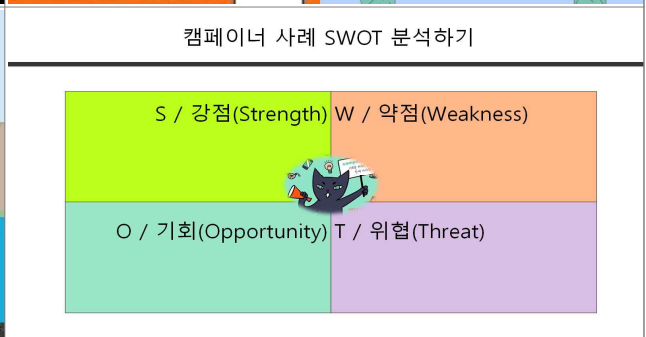 캠페이너 사례 SWOT 분석하기
S / 강점(Strength)
W / 약점(Weakness)
O / 기회(Opportunity)
T / 위협(Threat)